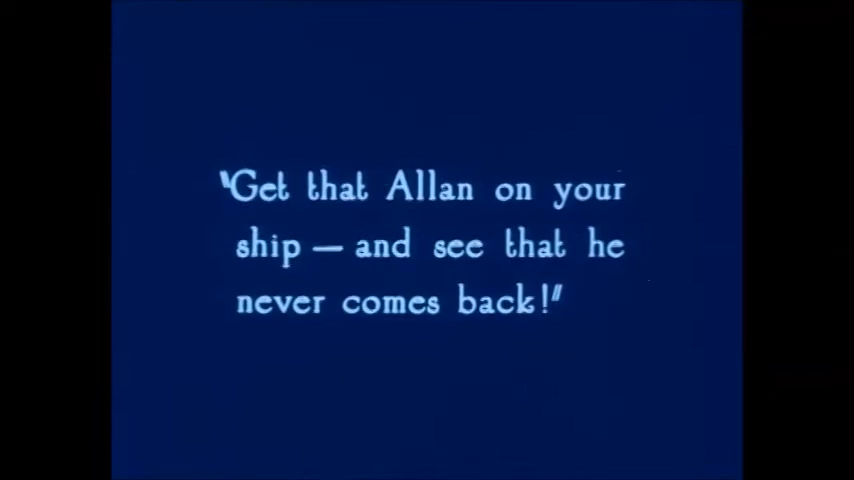 "Get that Allan on your
ship — and see that he
never comes back!"